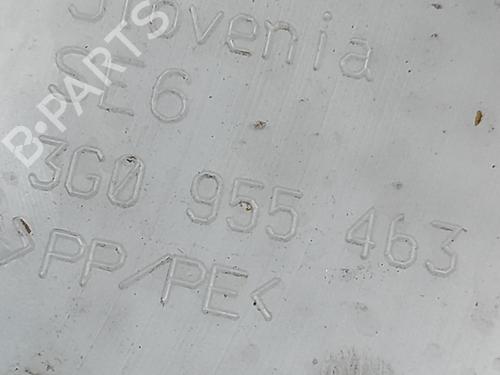 Slovenia
SE6
3G0 955 463
>PP/PE<
B-PARTS